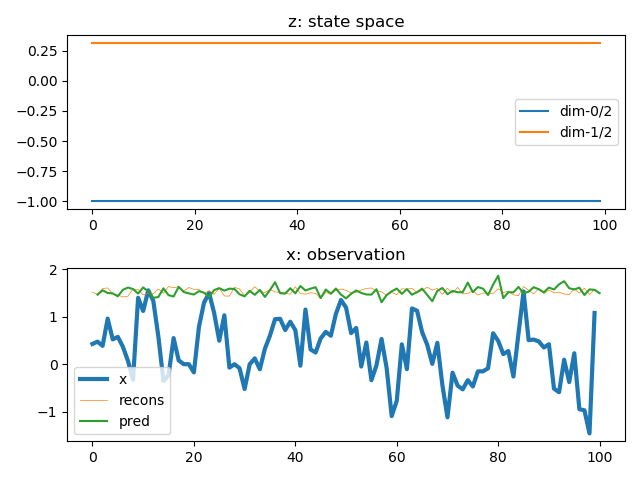 z: state space
0.25
0.00
−0.25
−0.50
−0.75
−1.00
dim-0/2
dim-1/2
0 20 40 60 80 100
x: observation
2
1
0
−1
x
recons
pred
0 20 40 60 80 100